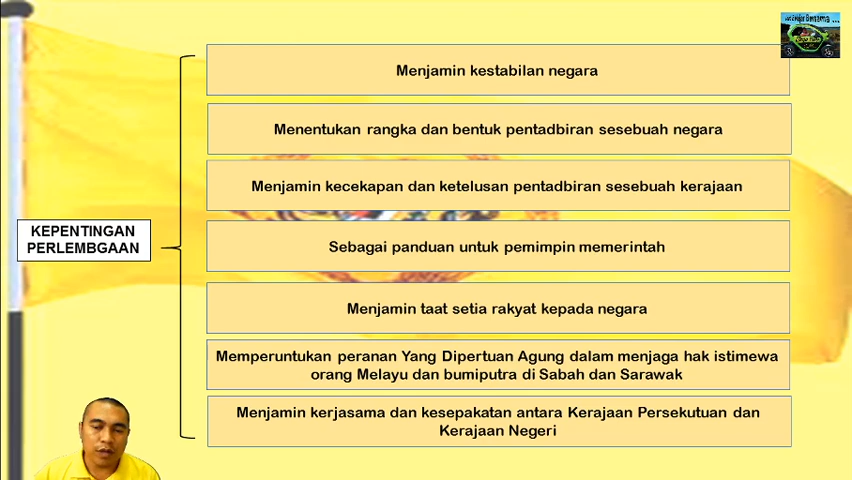 Menjamin kestabilan negara
Menentukan rangka dan bentuk pentadbiran sesebuah negara
Menjamin kecekapan dan ketelusan pentadbiran sesebuah kerajaan
KEPENTINGAN
PERLEMBGAAN
Sebagai panduan untuk pemimpin memerintah
Menjamin taat setia rakyat kepada negara
Memperuntukan peranan Yang Dipertuan Agung dalam menjaga hak istimewa
orang Melayu dan bumiputra di Sabah dan Sarawak
Menjamin kerjasama dan kesepakatan antara Kerajaan Persekutuan dan
Kerajaan Negeri